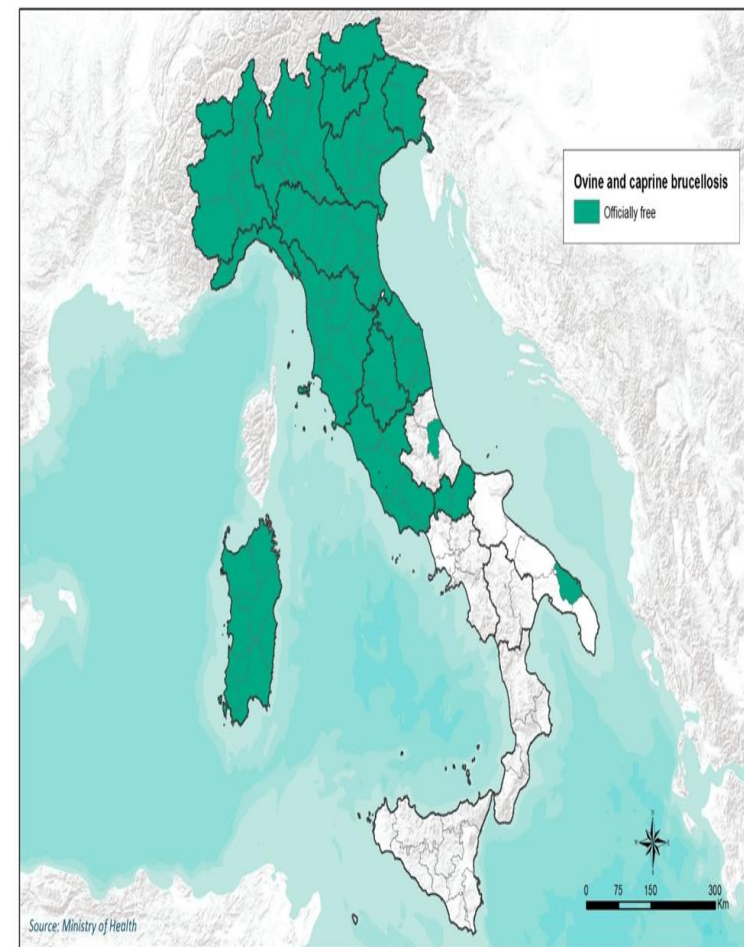 Ovine and caprine brucellosis
Officially free
0 75 150 300
Km
Source: Ministry of Health